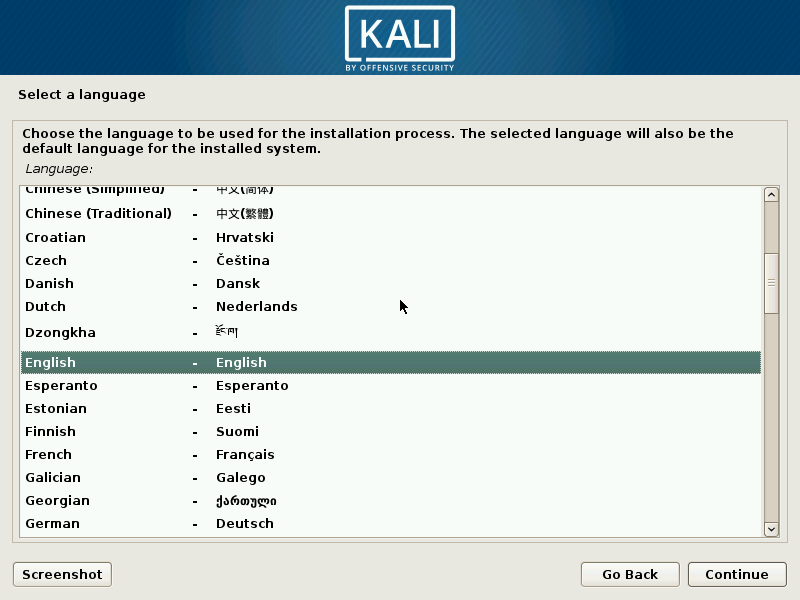 KALI
BY OFFENSIVE SECURITY
Select a language
Choose the language to be used for the installation process. The selected language will also be the
default language for the installed system.
Language:
Chinese (Simplified) - 中文(简体)
Chinese (Traditional) - 中文(繁體)
Croatian - Hrvatski
Czech - Čeština
Danish - Dansk
Dutch - Nederlands
Dzongkha - རྫོང་ཁ།
English - English
Esperanto - Esperanto
Estonian - Eesti
Finnish - Suomi
French - Français
Galician - Galego
Georgian - ქართული
German - Deutsch
Screenshot Go Back Continue